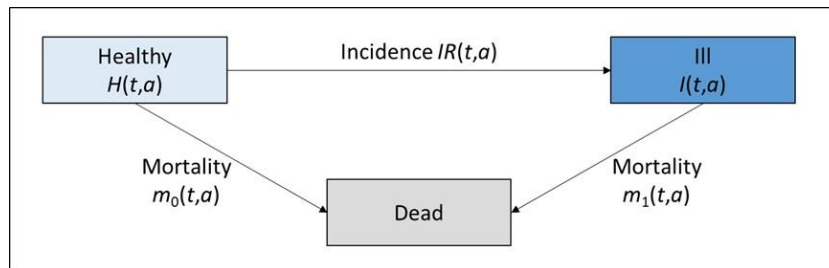 Healthy
H(t,a)
Incidence IR(t,a)
Ill
I(t,a)
Mortality
m₀(t,a)
Dead
Mortality
m₁(t,a)